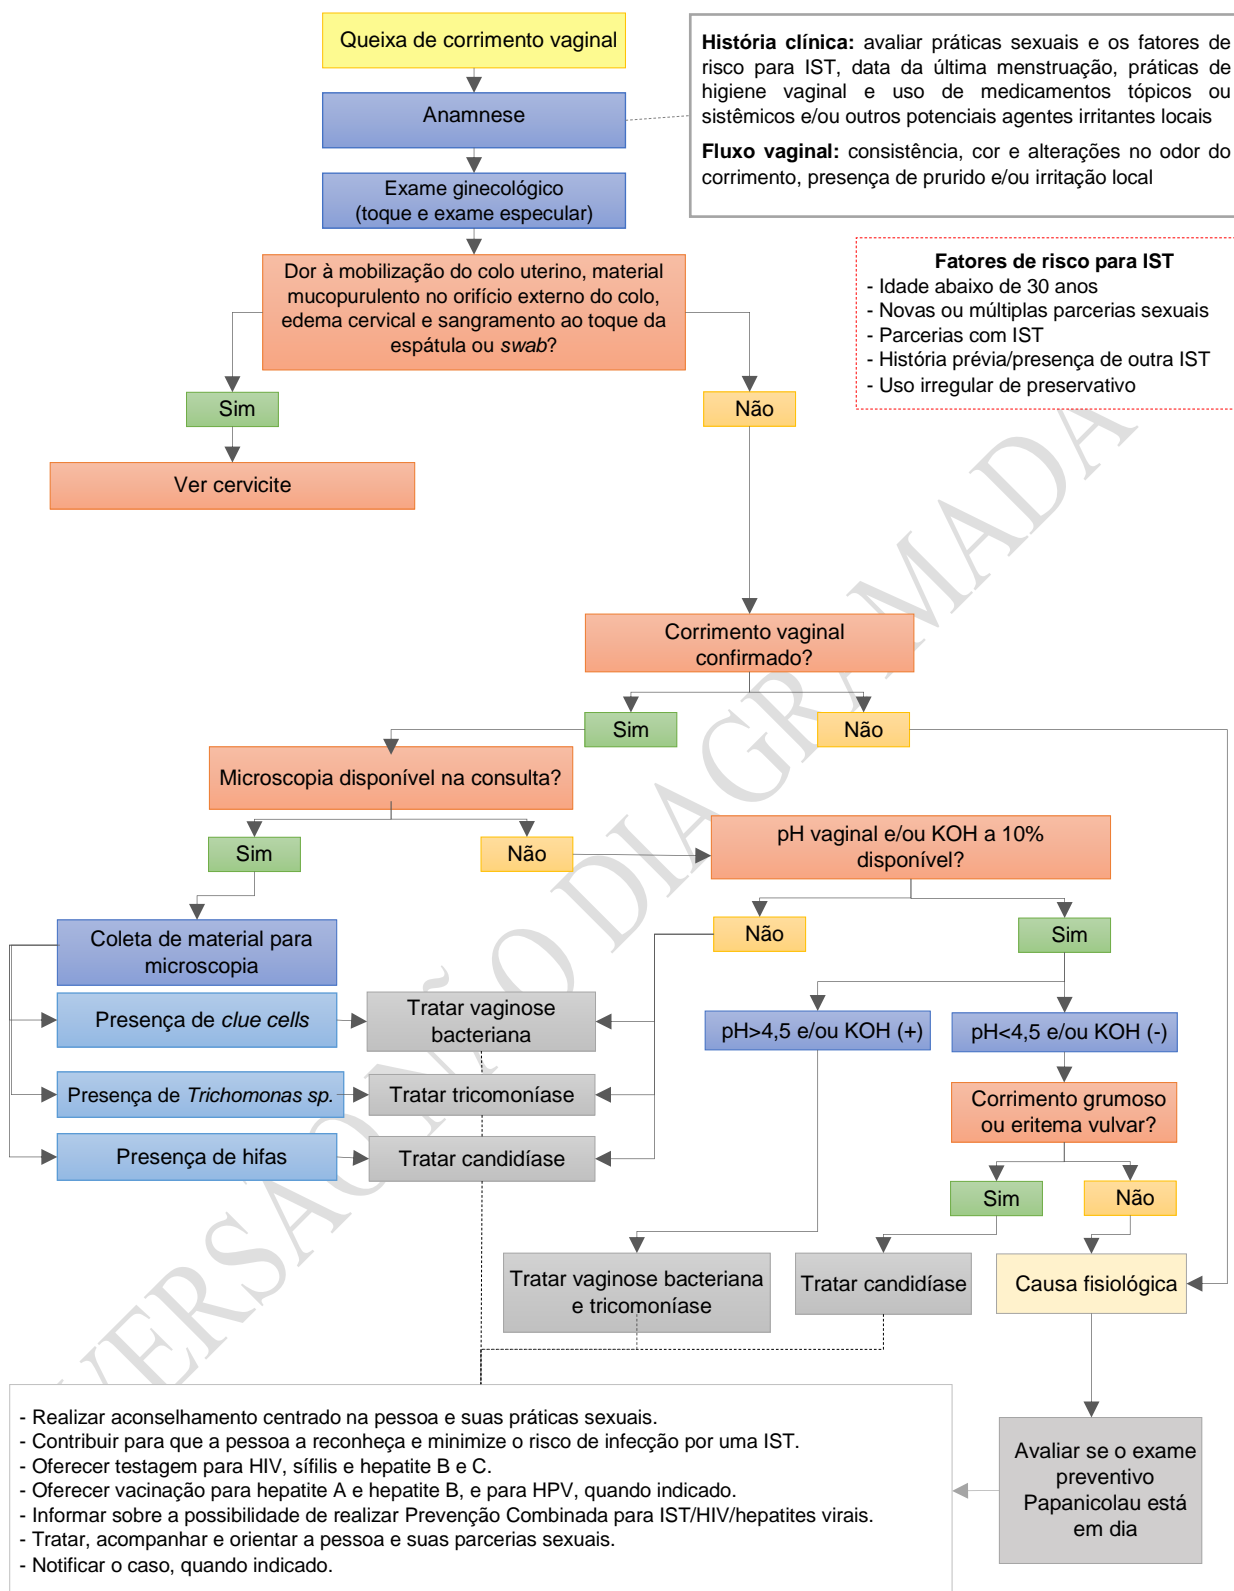 Queixa de corrimento vaginal
História clínica: avaliar práticas sexuais e os fatores de
risco para IST, data da última menstruação, práticas de
higiene vaginal e uso de medicamentos tópicos ou
sistêmicos e/ou outros potenciais agentes irritantes locais
Fluxo vaginal: consistência, cor e alterações no odor do
corrimento, presença de prurido e/ou irritação local
Anamnese
Exame ginecológico
(toque e exame especular)
Dor à mobilização do colo uterino, material
mucopurulento no orifício externo do colo,
edema cervical e sangramento ao toque da
espátula ou swab?
Fatores de risco para IST
- Idade abaixo de 30 anos
- Novas ou múltiplas parcerias sexuais
- Parcerias com IST
- História prévia/presença de outra IST
- Uso irregular de preservativo
Sim
Não
Ver cervicite
Corrimento vaginal
confirmado?
Sim
Não
Microscopia disponível na consulta?
Sim
Não
pH vaginal e/ou KOH a 10%
disponível?
Coleta de material para
microscopia
Não
Sim
Presença de clue cells
Tratar vaginose
bacteriana
pH>4,5 e/ou KOH (+)
pH<4,5 e/ou KOH (-)
Presença de Trichomonas sp.
Tratar tricomoníase
Corrimento grumoso
ou eritema vulvar?
Presença de hifas
Tratar candidíase
Sim
Não
Tratar vaginose bacteriana
e tricomoníase
Tratar candidíase
Causa fisiológica
- Realizar aconselhamento centrado na pessoa e suas práticas sexuais.
- Contribuir para que a pessoa a reconheça e minimize o risco de infecção por uma IST.
- Oferecer testagem para HIV, sífilis e hepatite B e C.
- Oferecer vacinação para hepatite A e hepatite B, e para HPV, quando indicado.
- Informar sobre a possibilidade de realizar Prevenção Combinada para IST/HIV/hepatites virais.
- Tratar, acompanhar e orientar a pessoa e suas parcerias sexuais.
- Notificar o caso, quando indicado.
Avaliar se o exame
preventivo
Papanicolau está
em dia
VERSÃO NÃO DIAGRAMADA